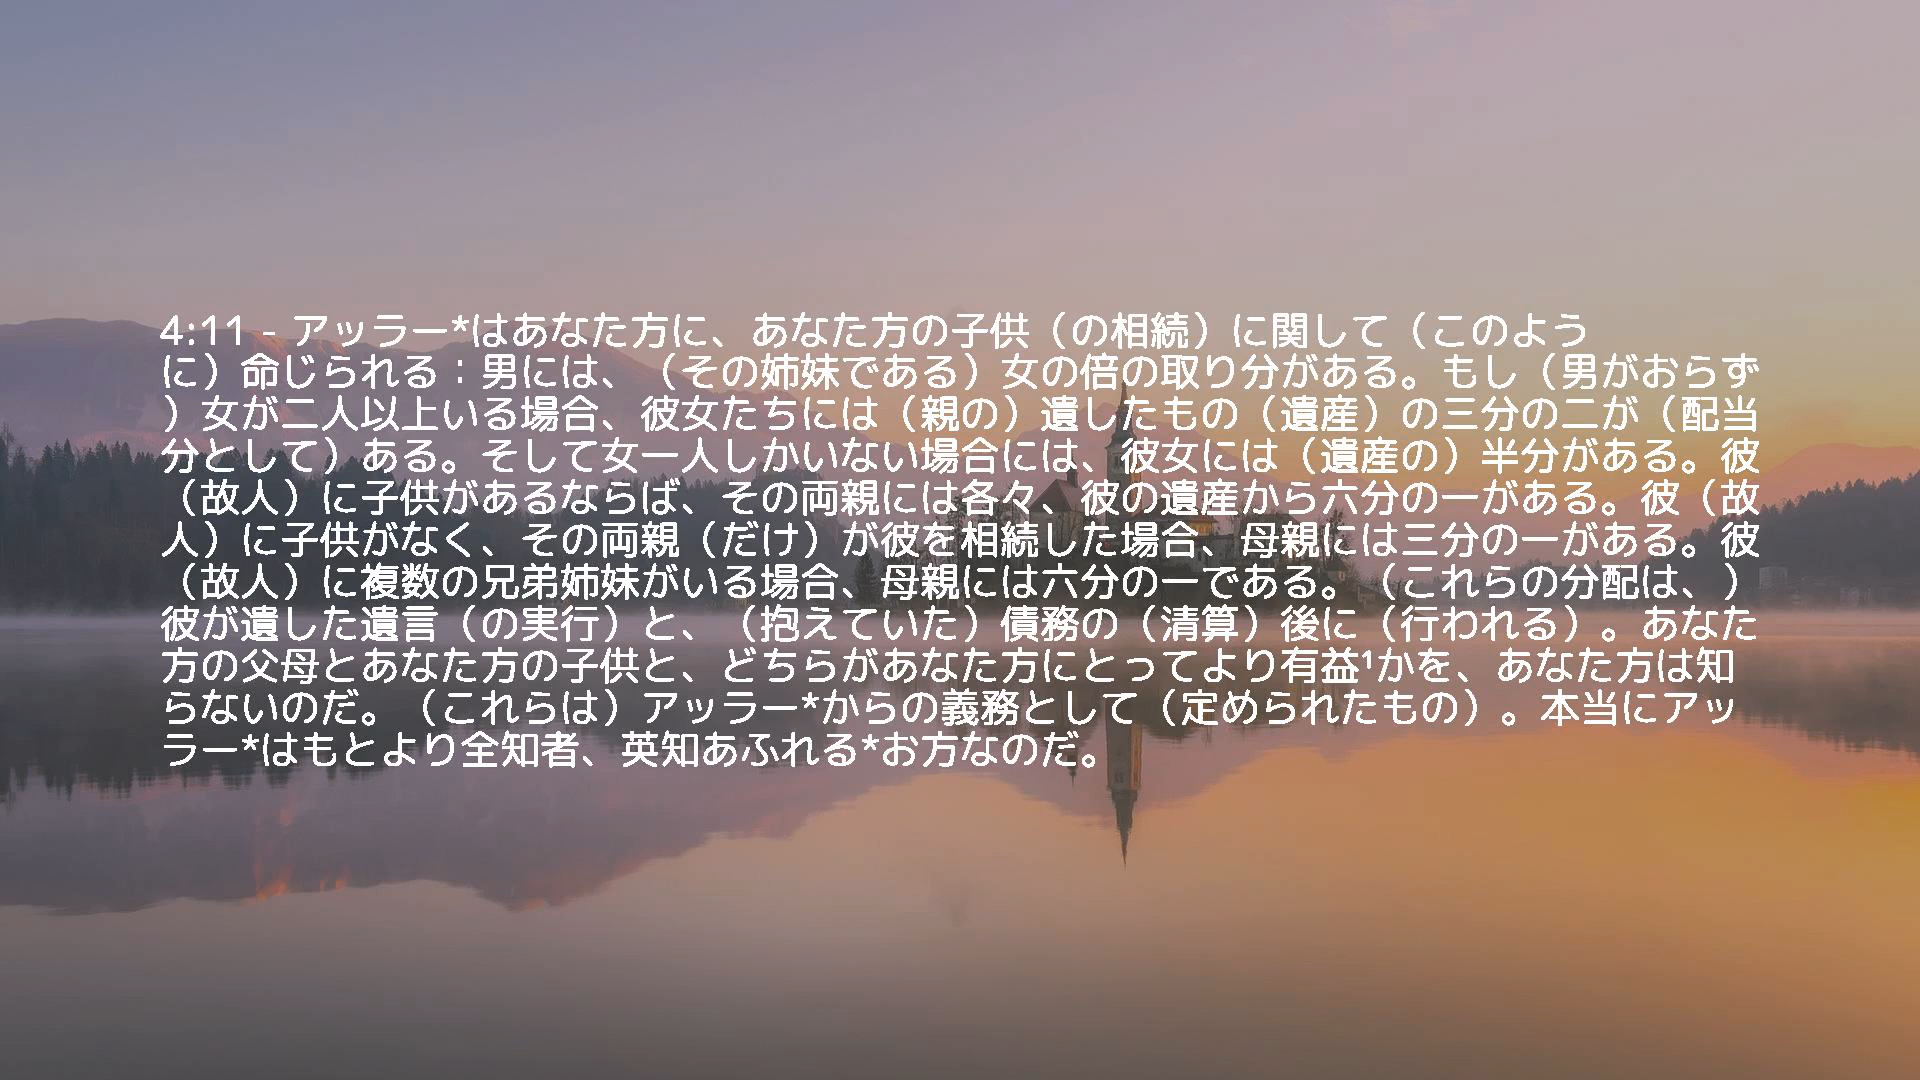 4:11 - アッラー*はあなた方に、あなた方の子供（の相続）に関して（このよう
に）命じられる：男には、（その姉妹である）女の倍の取り分がある。もし（男がおらず
）女が二人以上いる場合、彼女たちには（親の）遺したもの（遺産）の三分の二が（配当
分として）ある。そして女一人しかいない場合には、彼女には（遺産の）半分がある。彼
（故人）に子供があるならば、その両親には各々、彼の遺産から六分の一がある。彼（故
人）に子供がなく、その両親（だけ）が彼を相続した場合、母親には三分の一がある。彼
（故人）に複数の兄弟姉妹がいる場合、母親には六分の一である。（これらの分配は、）
彼が遺した遺言（の実行）と、（抱えていた）債務の（清算）後に（行われる）。あなた
方の父母とあなた方の子供と、どちらがあなた方にとってより有益¹かを、あなた方は知
らないのだ。（これらは）アッラー*からの義務として（定められたもの）。本当にアッ
ラー*はもとより全知者、英知あふれる*お方なのだ。